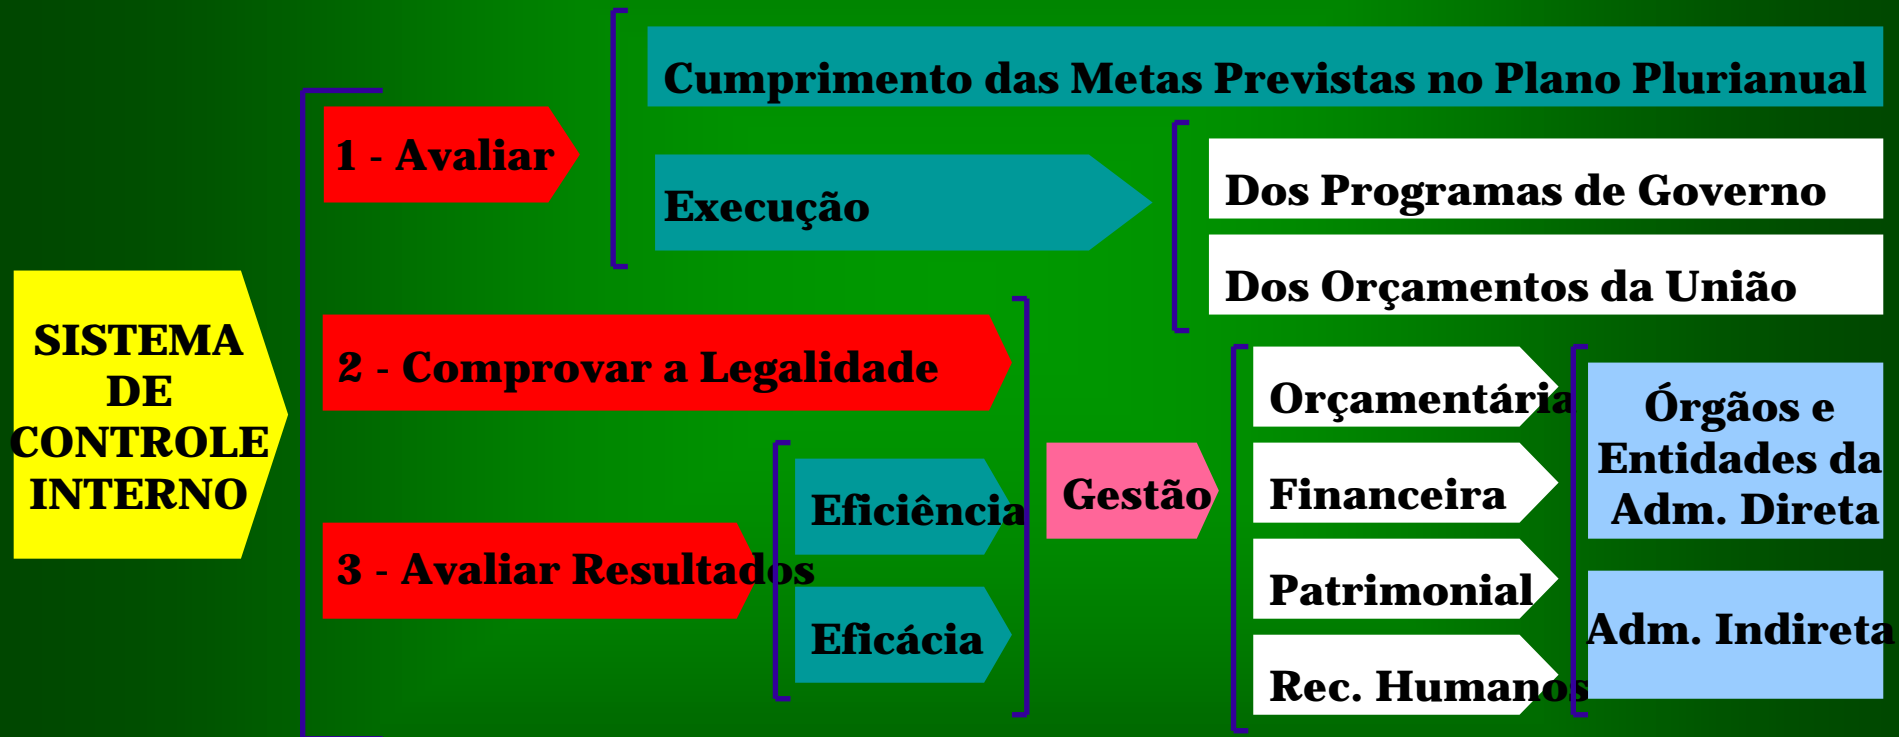 SISTEMA
DE
CONTROLE
INTERNO
1 - Avaliar
Cumprimento das Metas Previstas no Plano Plurianual
Execução
Dos Programas de Governo
Dos Orçamentos da União
2 - Comprovar a Legalidade
3 - Avaliar Resultados
Eficiência
Eficácia
Gestão
Orçamentária
Financeira
Patrimonial
Rec. Humanos
Órgãos e
Entidades da
Adm. Direta
Adm. Indireta